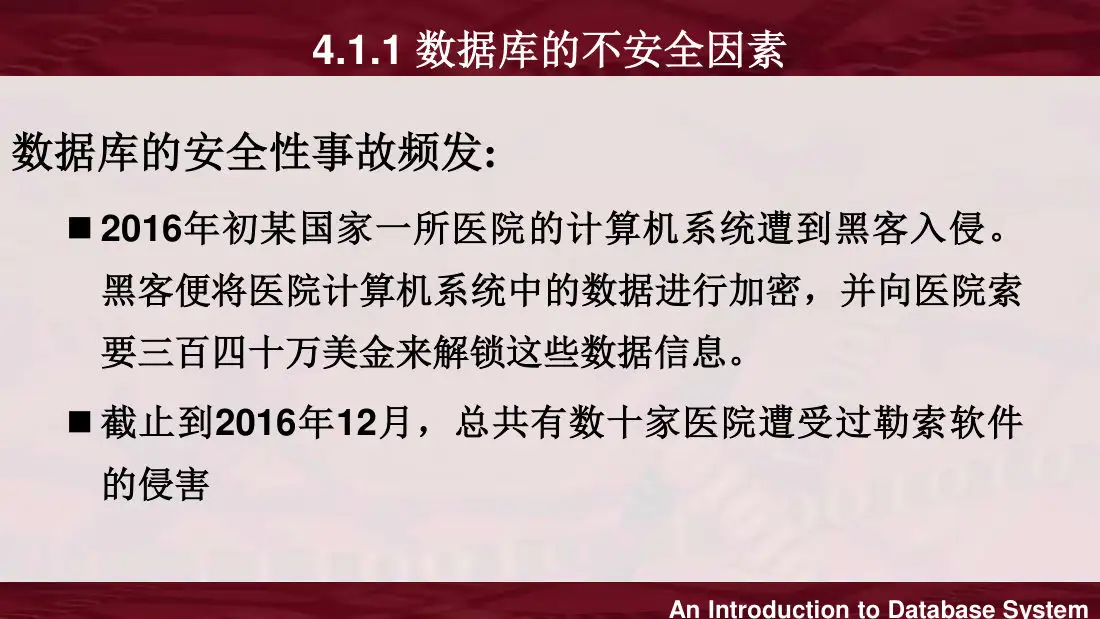 4.1.1 数据库的不安全因素
数据库的安全性事故频发:
■ 2016年初某国家一所医院的计算机系统遭到黑客入侵。
黑客便将医院计算机系统中的数据进行加密，并向医院索
要三百四十万美金来解锁这些数据信息。
■ 截止到2016年12月，总共有数十家医院遭受过勒索软件
的侵害
An Introduction to Database System